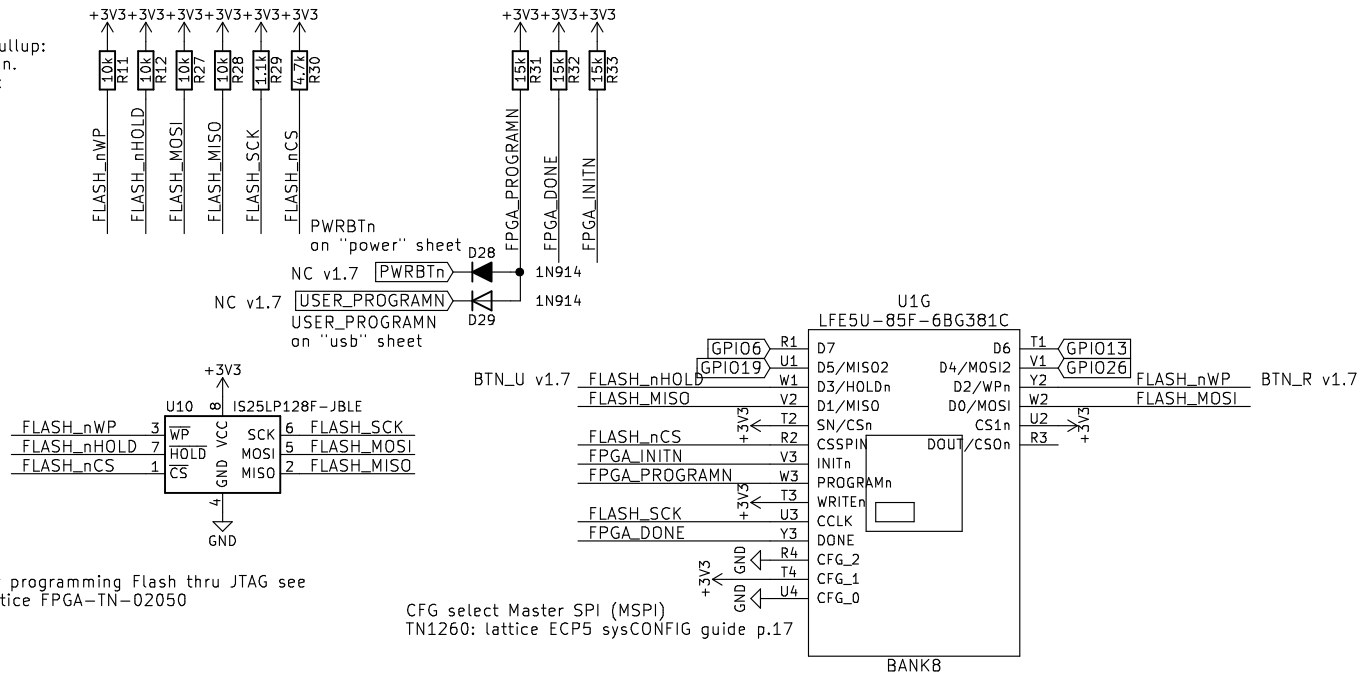 +3V3 +3V3 +3V3 +3V3 +3V3 +3V3
+3V3 +3V3 +3V3
ullup:
n.
10k R11
10k R12
10k R27
10k R28
1.1k R29
4.7k R30
15k R31
15k R32
15k R33
FLASH_nWP
FLASH_nHOLD
FLASH_MOSI
FLASH_MISO
FLASH_SCK
FLASH_nCS
FPGA_PROGRAMN
FPGA_DONE
FPGA_INITN
PWRBTn
on "power" sheet
D28
NC v1.7 PWRBTn 1N914
NC v1.7 USER_PROGRAMN 1N914
D29
USER_PROGRAMN
on "usb" sheet
+3V3
U10 8 IS25LP128F-JBLE
FLASH_nWP 3 WP VCC SCK 6 FLASH_SCK
FLASH_nHOLD 7 HOLD MOSI 5 FLASH_MOSI
FLASH_nCS 1 CS GND MISO 2 FLASH_MISO
4
GND
programming Flash thru JTAG see
tice FPGA-TN-02050
U1G
LFE5U-85F-6BG381C
GPIO6 R1 D7 D6 T1 GPIO13
GPIO19 U1 D5/MISO2 D4/MOSI2 V1 GPIO26
BTN_U v1.7 FLASH_nHOLD W1 D3/HOLDn D2/WPn Y2 FLASH_nWP BTN_R v1.7
FLASH_MISO V2 D1/MISO D0/MOSI W2 FLASH_MOSI
+3V3 T2 SN/CSn CS1n U2 +3V3
FLASH_nCS R2 CSSPIN DOUT/CSOn R3
FPGA_INITN V3 INITn
FPGA_PROGRAMN W3 PROGRAMn
+3V3 T3 WRITEn
FLASH_SCK U3 CCLK
FPGA_DONE Y3 DONE
GND R4 CFG_2
+3V3 T4 CFG_1
GND U4 CFG_0
CFG select Master SPI (MSPI)
TN1260: lattice ECP5 sysCONFIG guide p.17
BANK8